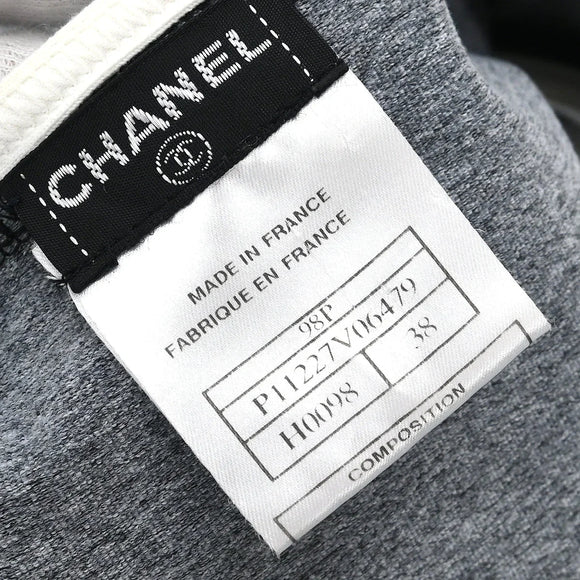 CHANEL
MADE IN FRANCE
FABRIQUE EN FRANCE
98P
P11227V06479
H0098 38
COMPOSITION